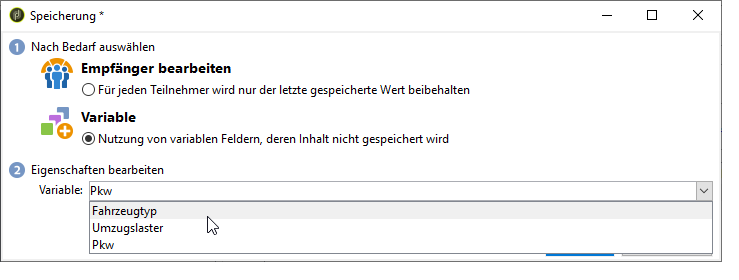 Speicherung *
1 Nach Bedarf auswählen
Empfänger bearbeiten
Für jeden Teilnehmer wird nur der letzte gespeicherte Wert beibehalten
Variable
Nutzung von variablen Feldern, deren Inhalt nicht gespeichert wird
2 Eigenschaften bearbeiten
Variable: Pkw
Fahrzeugtyp
Umzugslaster
Pkw